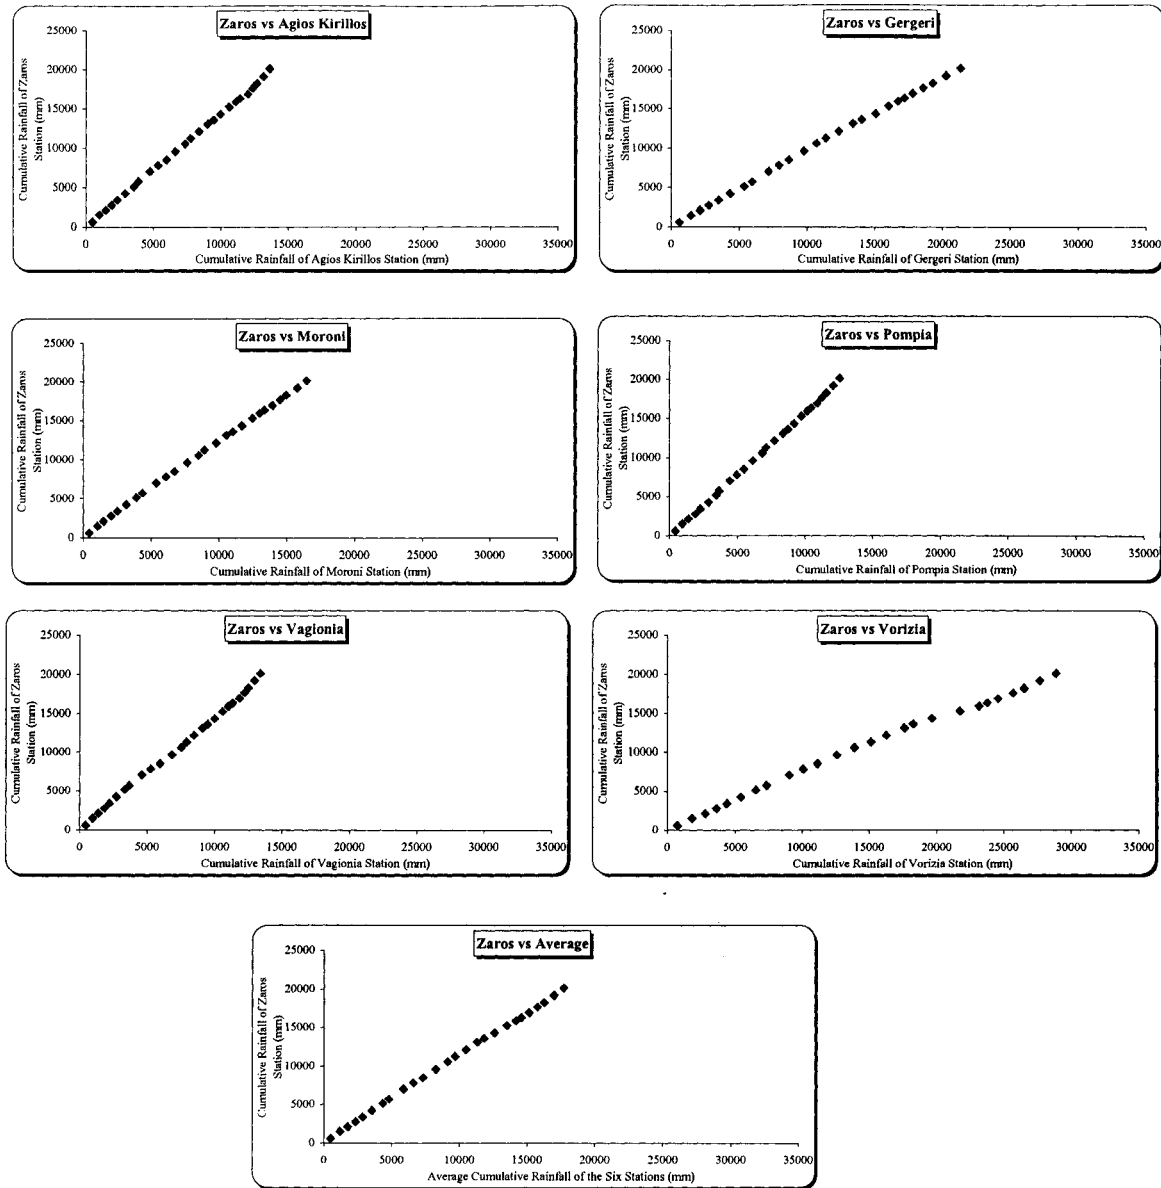 Zaros vs Agios Kirillos
25000
20000
15000
10000
5000
0
Cumulative Rainfall of Zaros
Station (mm)
0 5000 10000 15000 20000 25000 30000 35000
Cumulative Rainfall of Agios Kirillos Station (mm)
Zaros vs Gergeri
25000
20000
15000
10000
5000
0
Cumulative Rainfall of Zaros
Station (mm)
0 5000 10000 15000 20000 25000 30000 35000
Cumulative Rainfall of Gergeri Station (mm)
Zaros vs Moroni
25000
20000
15000
10000
5000
0
Cumulative Rainfall of Zaros
Station (mm)
0 5000 10000 15000 20000 25000 30000 35000
Cumulative Rainfall of Moroni Station (mm)
Zaros vs Pompia
25000
20000
15000
10000
5000
0
Cumulative Rainfall of Zaros
Station (mm)
0 5000 10000 15000 20000 25000 30000 35000
Cumulative Rainfall of Pompia Station (mm)
Zaros vs Vagionia
25000
20000
15000
10000
5000
0
Cumulative Rainfall of Zaros
Station (mm)
0 5000 10000 15000 20000 25000 30000 35000
Cumulative Rainfall of Vagionia Station (mm)
Zaros vs Vorizia
25000
20000
15000
10000
5000
0
Cumulative Rainfall of Zaros
Station (mm)
0 5000 10000 15000 20000 25000 30000 35000
Cumulative Rainfall of Vorizia Station (mm)
Zaros vs Average
25000
20000
15000
10000
5000
0
Cumulative Rainfall of Zaros
Station (mm)
0 5000 10000 15000 20000 25000 30000 35000
Average Cumulative Rainfall of the Six Stations (mm)